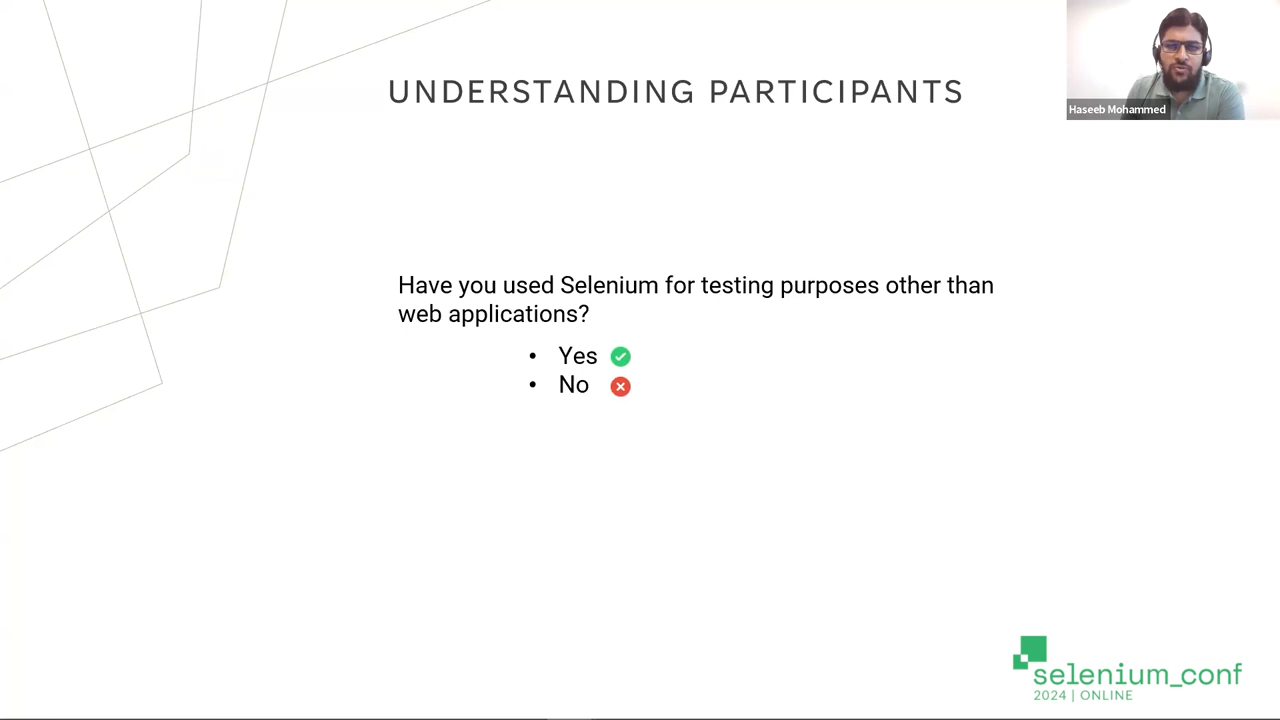 UNDERSTANDING PARTICIPANTS
Haseeb Mohammed
Have you used Selenium for testing purposes other than
web applications?
• Yes
• No
selenium_conf
2024 | ONLINE